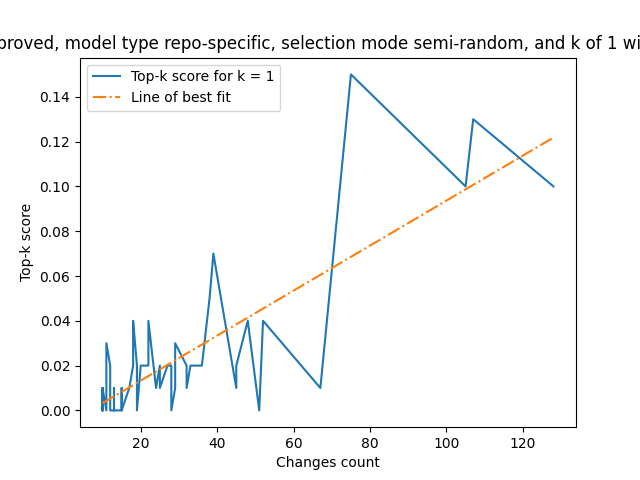 proved, model type repo-specific, selection mode semi-random, and k of 1 wi
Top-k score for k = 1
Line of best fit
Top-k score
0.14
0.12
0.10
0.08
0.06
0.04
0.02
0.00
20 40 60 80 100 120
Changes count